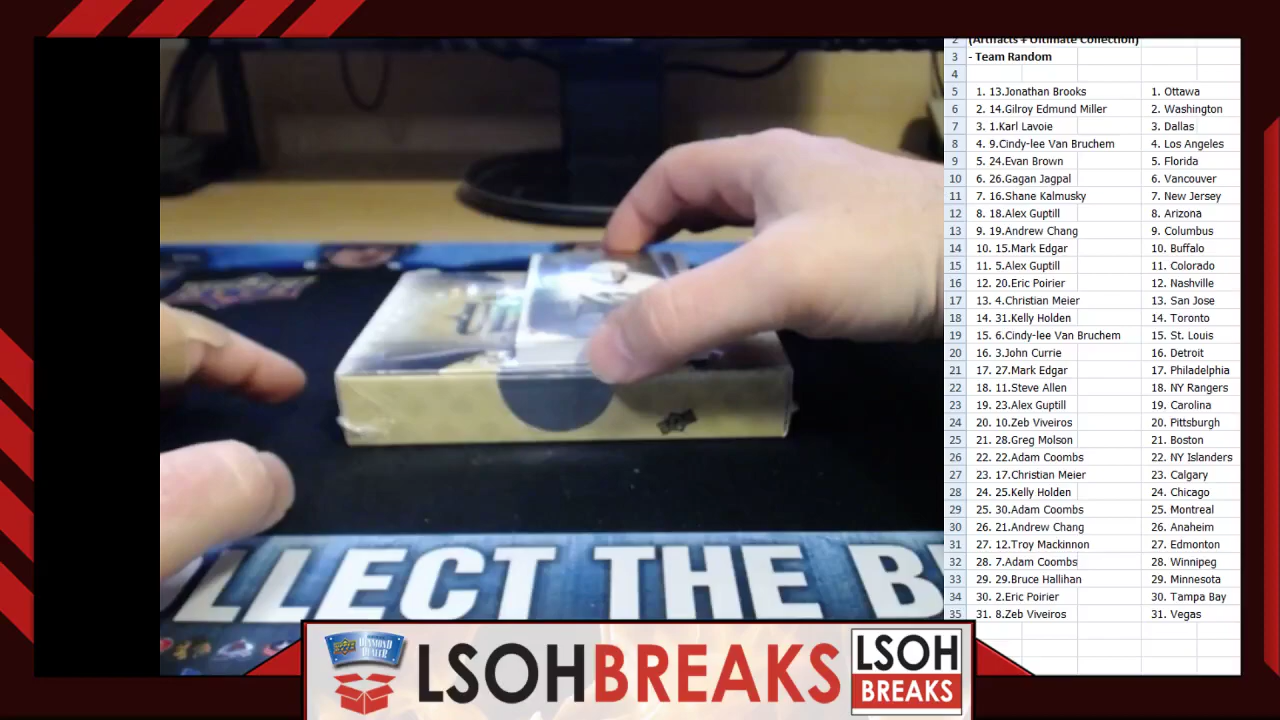 2 (Artifacts + Ultimate Collection)
3 - Team Random
4
5 1. 13.Jonathan Brooks 1. Ottawa
6 2. 14.Gilroy Edmund Miller 2. Washington
7 3. 1.Karl Lavoie 3. Dallas
8 4. 9.Cindy-lee Van Bruchem 4. Los Angeles
9 5. 24.Evan Brown 5. Florida
10 6. 26.Gagan Jagpal 6. Vancouver
11 7. 16.Shane Kalmusky 7. New Jersey
12 8. 18.Alex Guptill 8. Arizona
13 9. 19.Andrew Chang 9. Columbus
14 10. 15.Mark Edgar 10. Buffalo
15 11. 5.Alex Guptill 11. Colorado
16 12. 20.Eric Poirier 12. Nashville
17 13. 4.Christian Meier 13. San Jose
18 14. 31.Kelly Holden 14. Toronto
19 15. 6.Cindy-lee Van Bruchem 15. St. Louis
20 16. 3.John Currie 16. Detroit
21 17. 27.Mark Edgar 17. Philadelphia
22 18. 11.Steve Allen 18. NY Rangers
23 19. 23.Alex Guptill 19. Carolina
24 20. 10.Zeb Viveiros 20. Pittsburgh
25 21. 28.Greg Molson 21. Boston
26 22. 22.Adam Coombs 22. NY Islanders
27 23. 17.Christian Meier 23. Calgary
28 24. 25.Kelly Holden 24. Chicago
29 25. 30.Adam Coombs 25. Montreal
30 26. 21.Andrew Chang 26. Anaheim
31 27. 12.Troy Mackinnon 27. Edmonton
32 28. 7.Adam Coombs 28. Winnipeg
33 29. 29.Bruce Hallihan 29. Minnesota
34 30. 2.Eric Poirier 30. Tampa Bay
35 31. 8.Zeb Viveiros 31. Vegas
LLECT THE B
LSOHBREAKS
LSOH
BREAKS